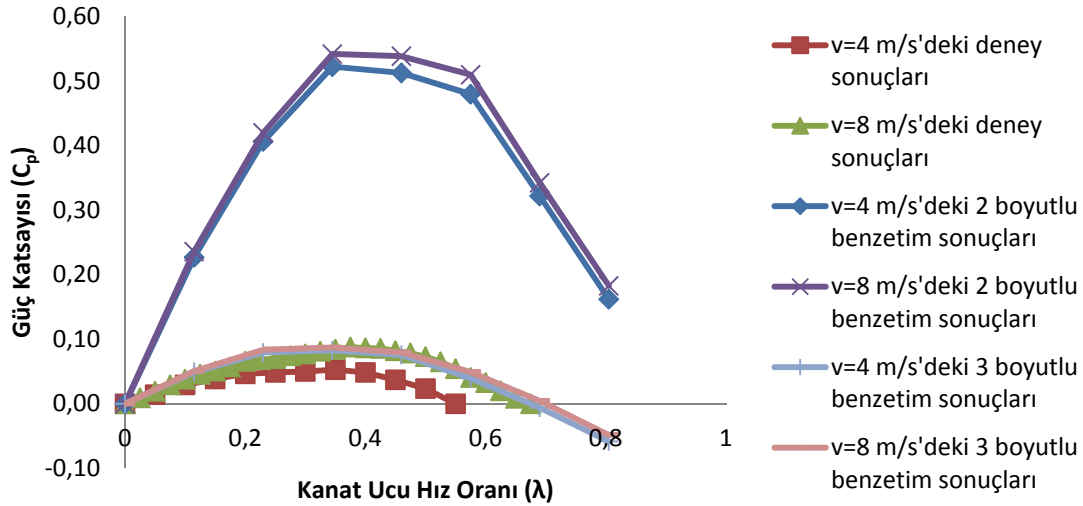 0,60
0,50
0,40
0,30
0,20
0,10
0,00
-0,10
Güç Katsayısı (Cₚ)
0
0,2
0,4
0,6
0,8
1
Kanat Ucu Hız Oranı (λ)
v=4 m/s'deki deney
sonuçları
v=8 m/s'deki deney
sonuçları
v=4 m/s'deki 2 boyutlu
benzetim sonuçları
v=8 m/s'deki 2 boyutlu
benzetim sonuçları
v=4 m/s'deki 3 boyutlu
benzetim sonuçları
v=8 m/s'deki 3 boyutlu
benzetim sonuçları